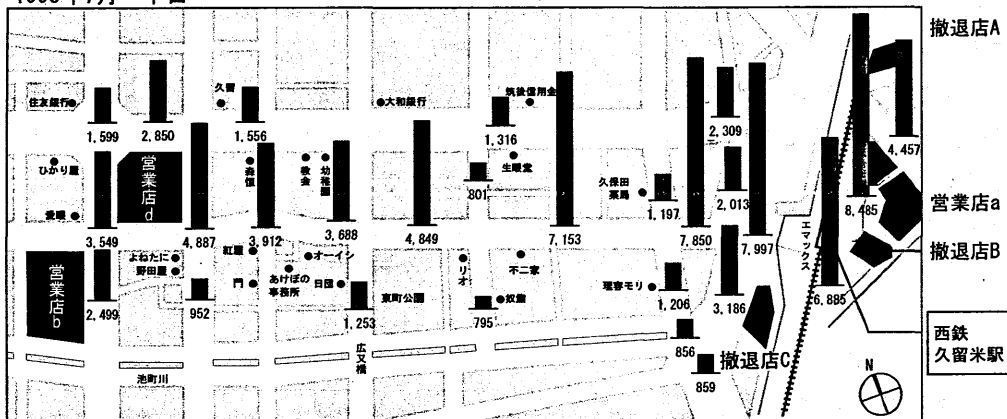 撤退店A
住友銀行
久留
大和銀行
筑後信用金
1,599
2,850
1,556
1,316
2,309
4,457
ひかり屋
営業店d
森恒
教会
幼稚園
801
生眼堂
久保田
薬局
1,197
2,013
8,485
愛眼
営業店a
3,549
4,887
3,912
3,688
4,849
7,153
7,850
7,997
エマックス
撤退店B
営業店b
よねたに
野田屋
紅屋
オーイシ
門
あけぼの
事務所
日団
東町公園
リオ
不二家
理容モリ
1,206
3,186
6,885
2,499
952
1,253
795
856
広又橋
池町川
撤退店C
859
西鉄
久留米駅
N